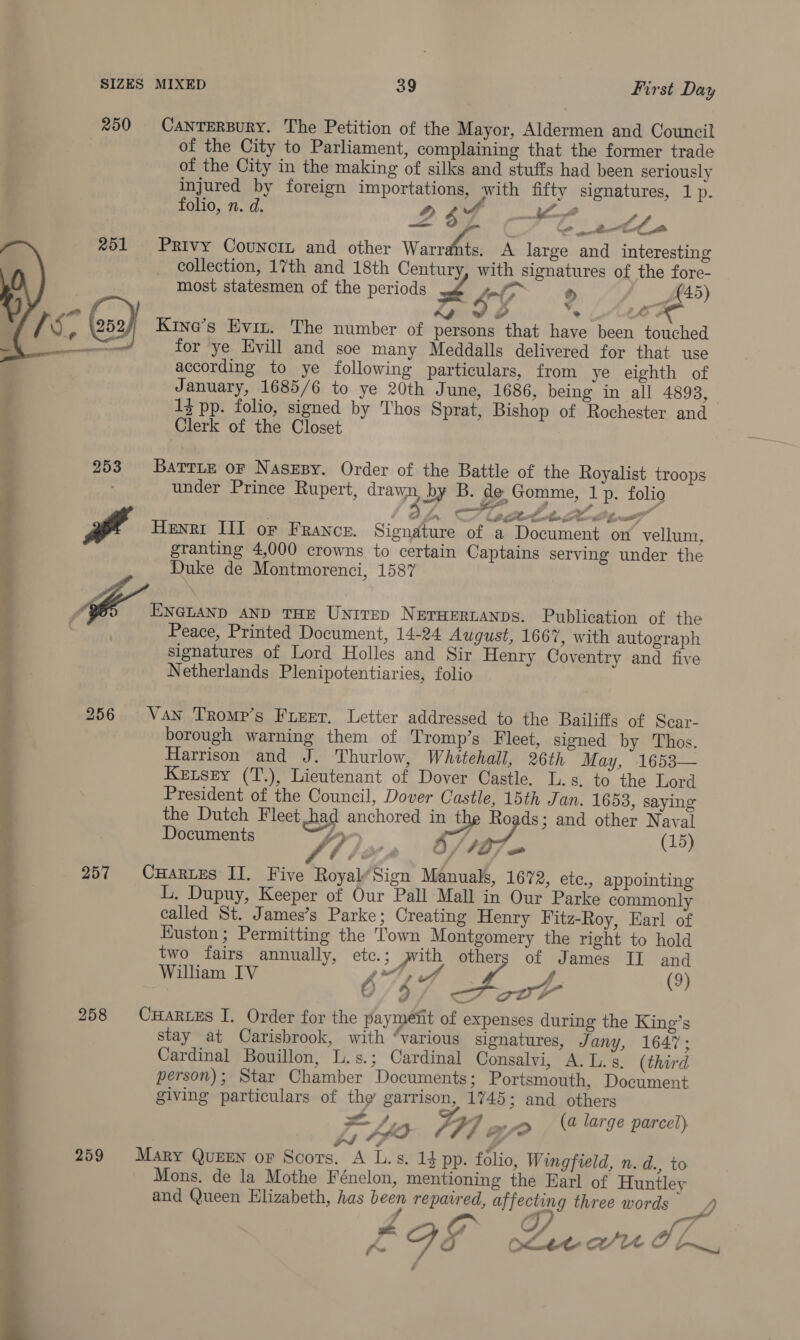 SIZES MIXED 39 First Day
250 CANTERBURY. The Petition of the Mayor, Aldermen and Council
of the City to Parliament, complaining that the former trade
of the City in the making of silks and stuffs had been seriously
injured by foreign importations, with fifty signatures, 1 p.
folio, n. d.
251 PRIVY COUNCIL and other Warrants. A large and interesting
collection, 17th and 18th Century, with signatures of the fore-
most statesmen of the periods (45)
252 KING'S EVIL. The number of persons that have been touched
for ye Evill and soe many Meddalls delivered for that use
according to ye following particulars, from ye eighth of
January, 1685/6 to ye 20th June, 1686, being in all 4893,
1½ pp. folio, signed by Thos Sprat, Bishop of Rochester and
Clerk of the Closet
253 BATTLE OF NASEBY. Order of the Battle of the Royalist troops
under Prince Rupert, drawn by B. de Gomme, 1 p. folio
HENRI III OF FRANCE. Signature of a Document on vellum,
granting 4,000 crowns to certain Captains serving under the
Duke de Montmorenci, 1587
ENGLAND AND THE UNITED NETHERLANDS. Publication of the
Peace, Printed Document, 14-24 August, 1667, with autograph
signatures of Lord Holles and Sir Henry Coventry and five
Netherlands Plenipotentiaries, folio
256 VAN TROMP'S FLEET. Letter addressed to the Bailiffs of Scar-
borough warning them of Tromp's Fleet, signed by Thos.
Harrison and J. Thurlow, Whitehall, 26th May, 1653—
KELSEY (T.), Lieutenant of Dover Castle. L. s. to the Lord
President of the Council, Dover Castle, 15th Jan. 1653, saying
the Dutch Fleet had anchored in the Roads; and other Naval
Documents (15)
257 CHARLES II. Five Royal Sign Manuals, 1672, etc., appointing
L. Dupuy, Keeper of Our Pall Mall in Our Parke commonly
called St. James's Parke; Creating Henry Fitz-Roy, Earl of
Euston; Permitting the Town Montgomery the right to hold
two fairs annually, etc.; with others of James II and
William IV (9)
258 CHARLES I. Order for the payment of expenses during the King's
stay at Carisbrook, with various signatures, Jany, 1647;
Cardinal Bouillon, L. s.; Cardinal Consalvi, A. L. s. (third
person); Star Chamber Documents; Portsmouth, Document
giving particulars of the garrison, 1745; and others
(a large parcel)
259 MARY QUEEN OF SCOTS. A L. s. 1½ pp. folio, Wingfield, n. d., to
Mons. de la Mothe Fénelon, mentioning the Earl of Huntley
and Queen Elizabeth, has been repaired, affecting three words